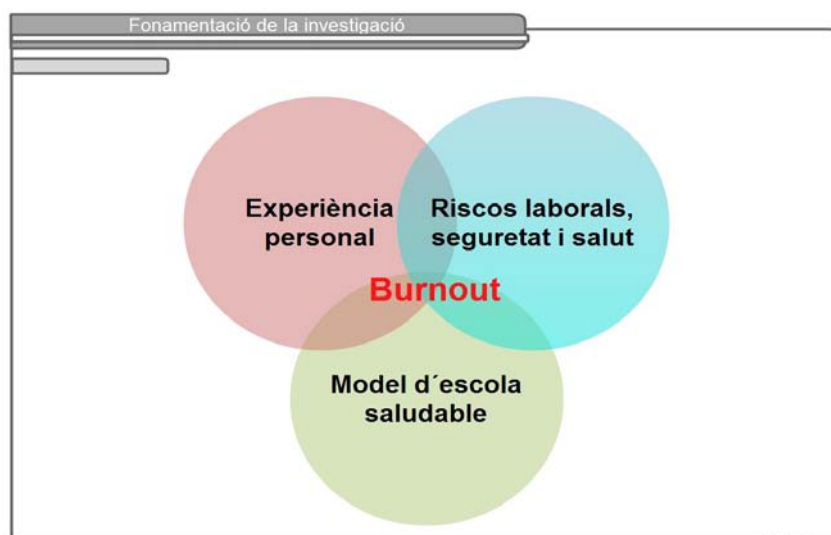 Fonamentació de la investigació
Experiència
personal
Riscos laborals,
seguretat i salut
Burnout
Model d´escola
saludable